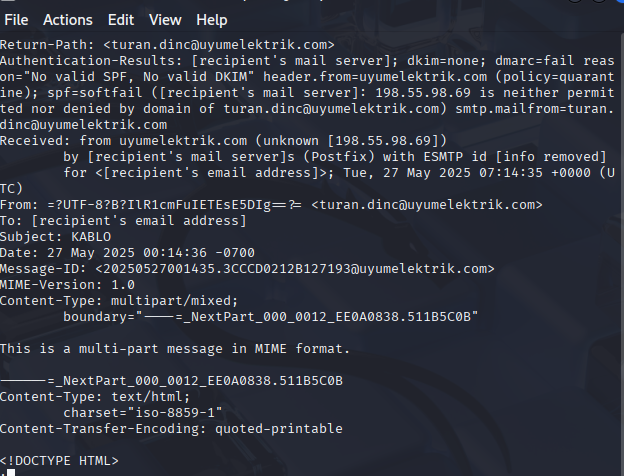 File Actions Edit View Help
Return-Path: <turan.dinc@uyumelektrik.com>
Authentication-Results: [recipient's mail server]; dkim=none; dmarc=fail reas
on="No valid SPF, No valid DKIM" header.from=uyumelektrik.com (policy=quarant
ine); spf=softfail ([recipient's mail server]: 198.55.98.69 is neither permit
ted nor denied by domain of turan.dinc@uyumelektrik.com) smtp.mailfrom=turan.
dinc@uyumelektrik.com
Received: from uyumelektrik.com (unknown [198.55.98.69])
by [recipient's mail server]s (Postfix) with ESMTP id [info removed]
for <[recipient's email address]>; Tue, 27 May 2025 07:14:35 +0000 (U
TC)
From: =?UTF-8?B?IlR1cmFuIETEsE5DIg==?= <turan.dinc@uyumelektrik.com>
To: [recipient's email address]
Subject: KABLO
Date: 27 May 2025 00:14:36 -0700
Message-ID: <20250527001435.3CCCD0212B127193@uyumelektrik.com>
MIME-Version: 1.0
Content-Type: multipart/mixed;
boundary="----=_NextPart_000_0012_EE0A0838.511B5C0B"
This is a multi-part message in MIME format.
------=_NextPart_000_0012_EE0A0838.511B5C0B
Content-Type: text/html;
charset="iso-8859-1"
Content-Transfer-Encoding: quoted-printable
<!DOCTYPE HTML>
: